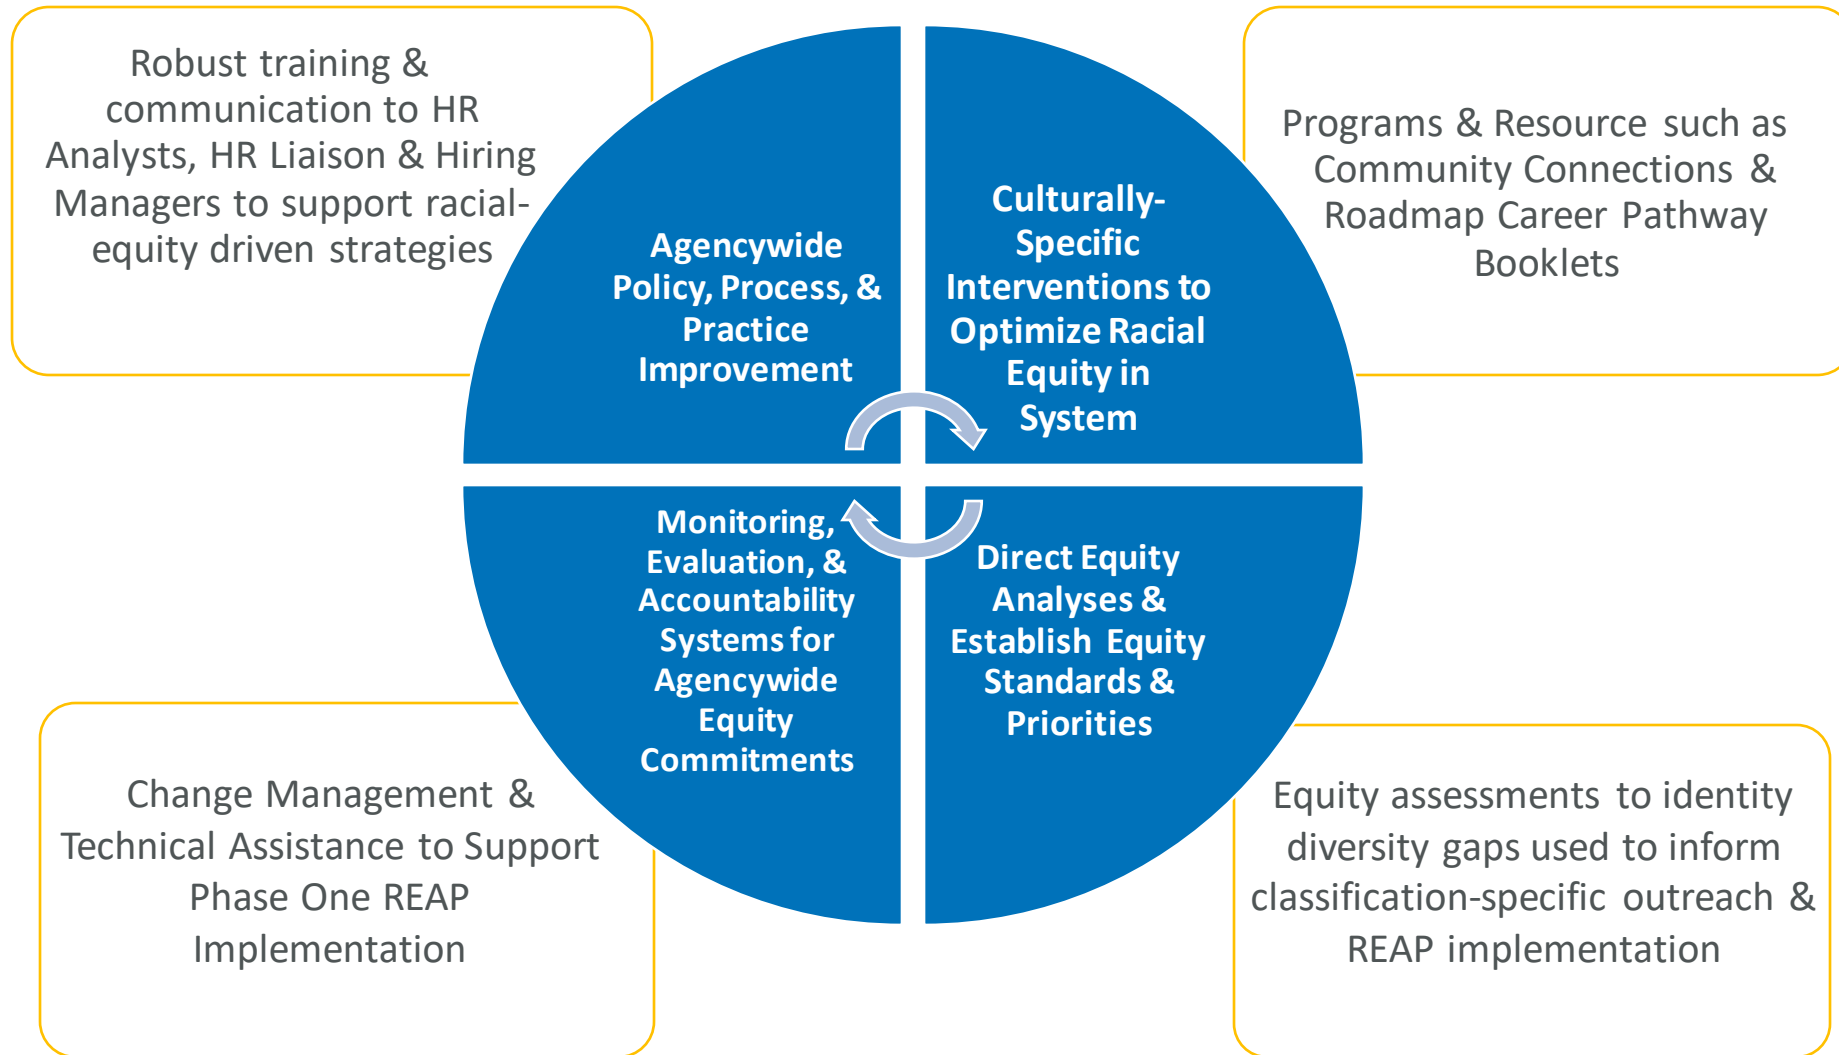 Robust training &
communication to HR
Analysts, HR Liaison & Hiring
Managers to support racial-
equity driven strategies
Agencywide
Policy, Process, &
Practice
Improvement
Culturally-
Specific
Interventions to
Optimize Racial
Equity in
System
Programs & Resource such as
Community Connections &
Roadmap Career Pathway
Booklets
Change Management &
Technical Assistance to Support
Phase One REAP
Implementation
Monitoring,
Evaluation, &
Accountability
Systems for
Agencywide
Equity
Commitments
Direct Equity
Analyses &
Establish Equity
Standards &
Priorities
Equity assessments to identity
diversity gaps used to inform
classification-specific outreach &
REAP implementation